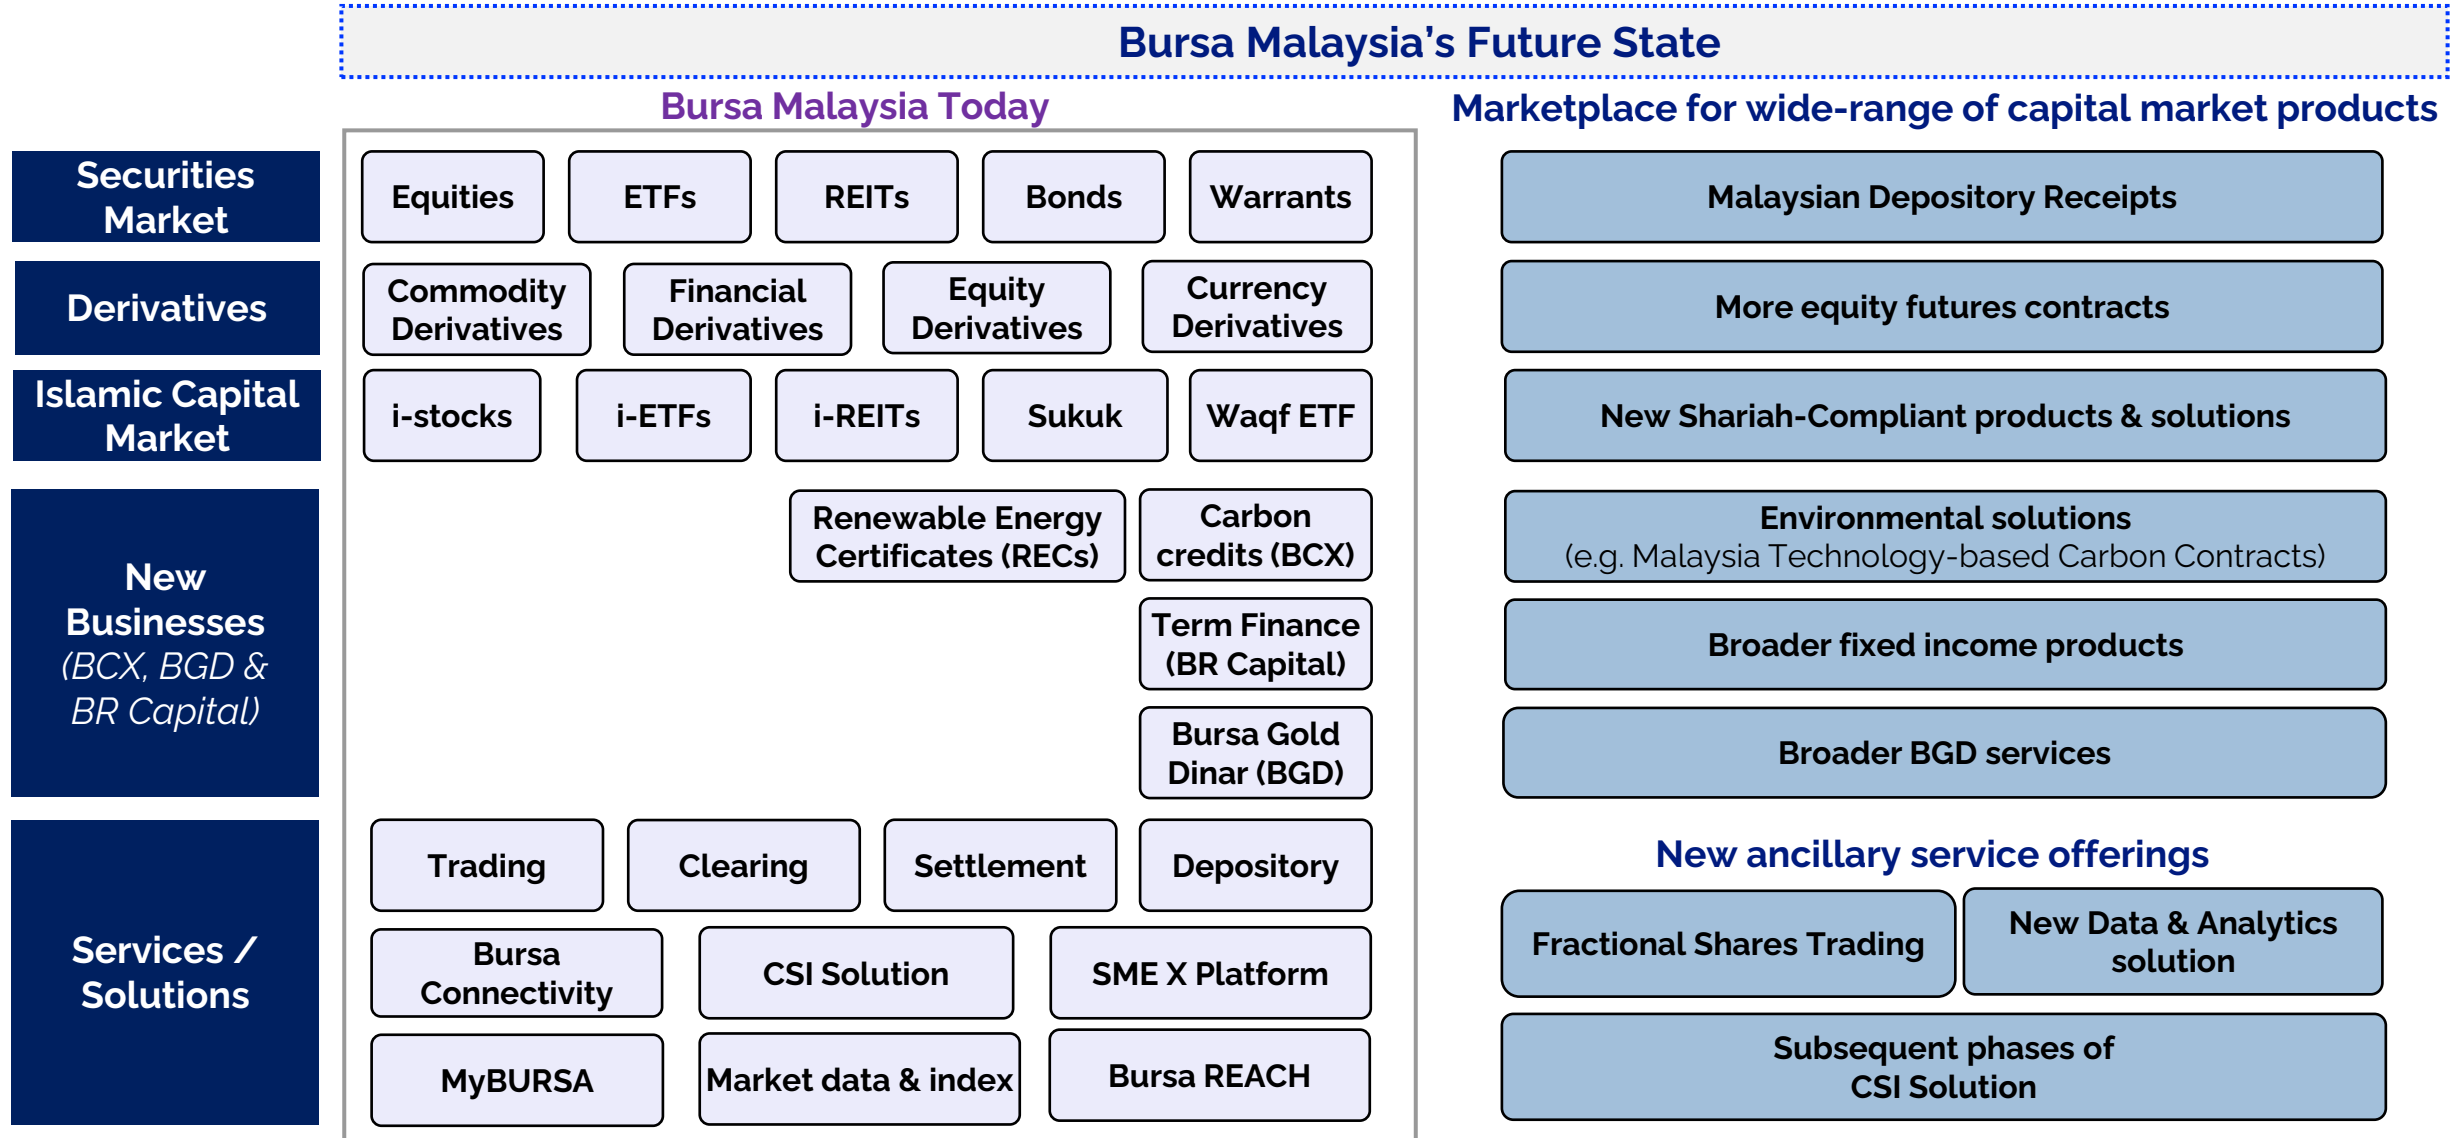 Bursa Malaysia’s Future State
Bursa Malaysia Today
Marketplace for wide-range of capital market products
Securities
Market
Equities
ETFs
REITs
Bonds
Warrants
Malaysian Depository Receipts
Derivatives
Commodity
Derivatives
Financial
Derivatives
Equity
Derivatives
Currency
Derivatives
More equity futures contracts
Islamic Capital
Market
i-stocks
i-ETFs
i-REITs
Sukuk
Waqf ETF
New Shariah-Compliant products & solutions
New
Businesses
(BCX, BGD &
BR Capital)
Renewable Energy
Certificates (RECs)
Carbon
credits (BCX)
Environmental solutions
(e.g. Malaysia Technology-based Carbon Contracts)
Term Finance
(BR Capital)
Broader fixed income products
Bursa Gold
Dinar (BGD)
Broader BGD services
Services /
Solutions
Trading
Clearing
Settlement
Depository
New ancillary service offerings
Bursa
Connectivity
CSI Solution
SME X Platform
Fractional Shares Trading
New Data & Analytics
solution
MyBURSA
Market data & index
Bursa REACH
Subsequent phases of
CSI Solution